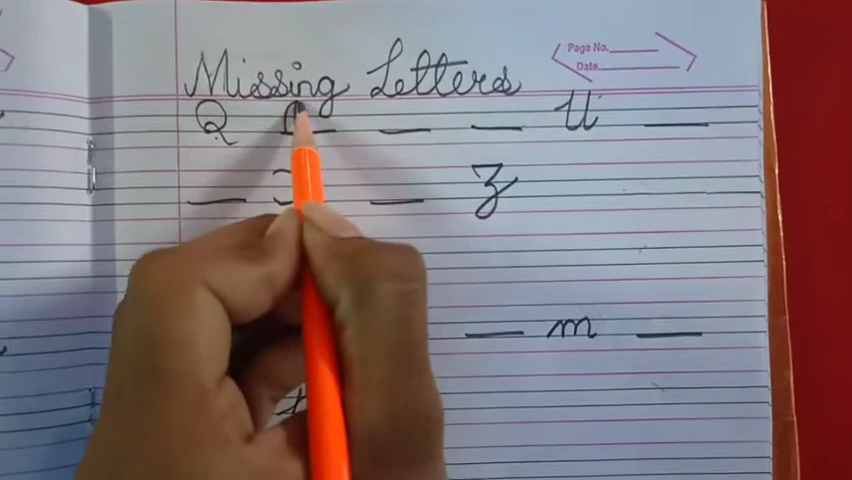 Missing Letters
Page No.
Date
Q _ _ _ U _
_ _ Z
_ m _